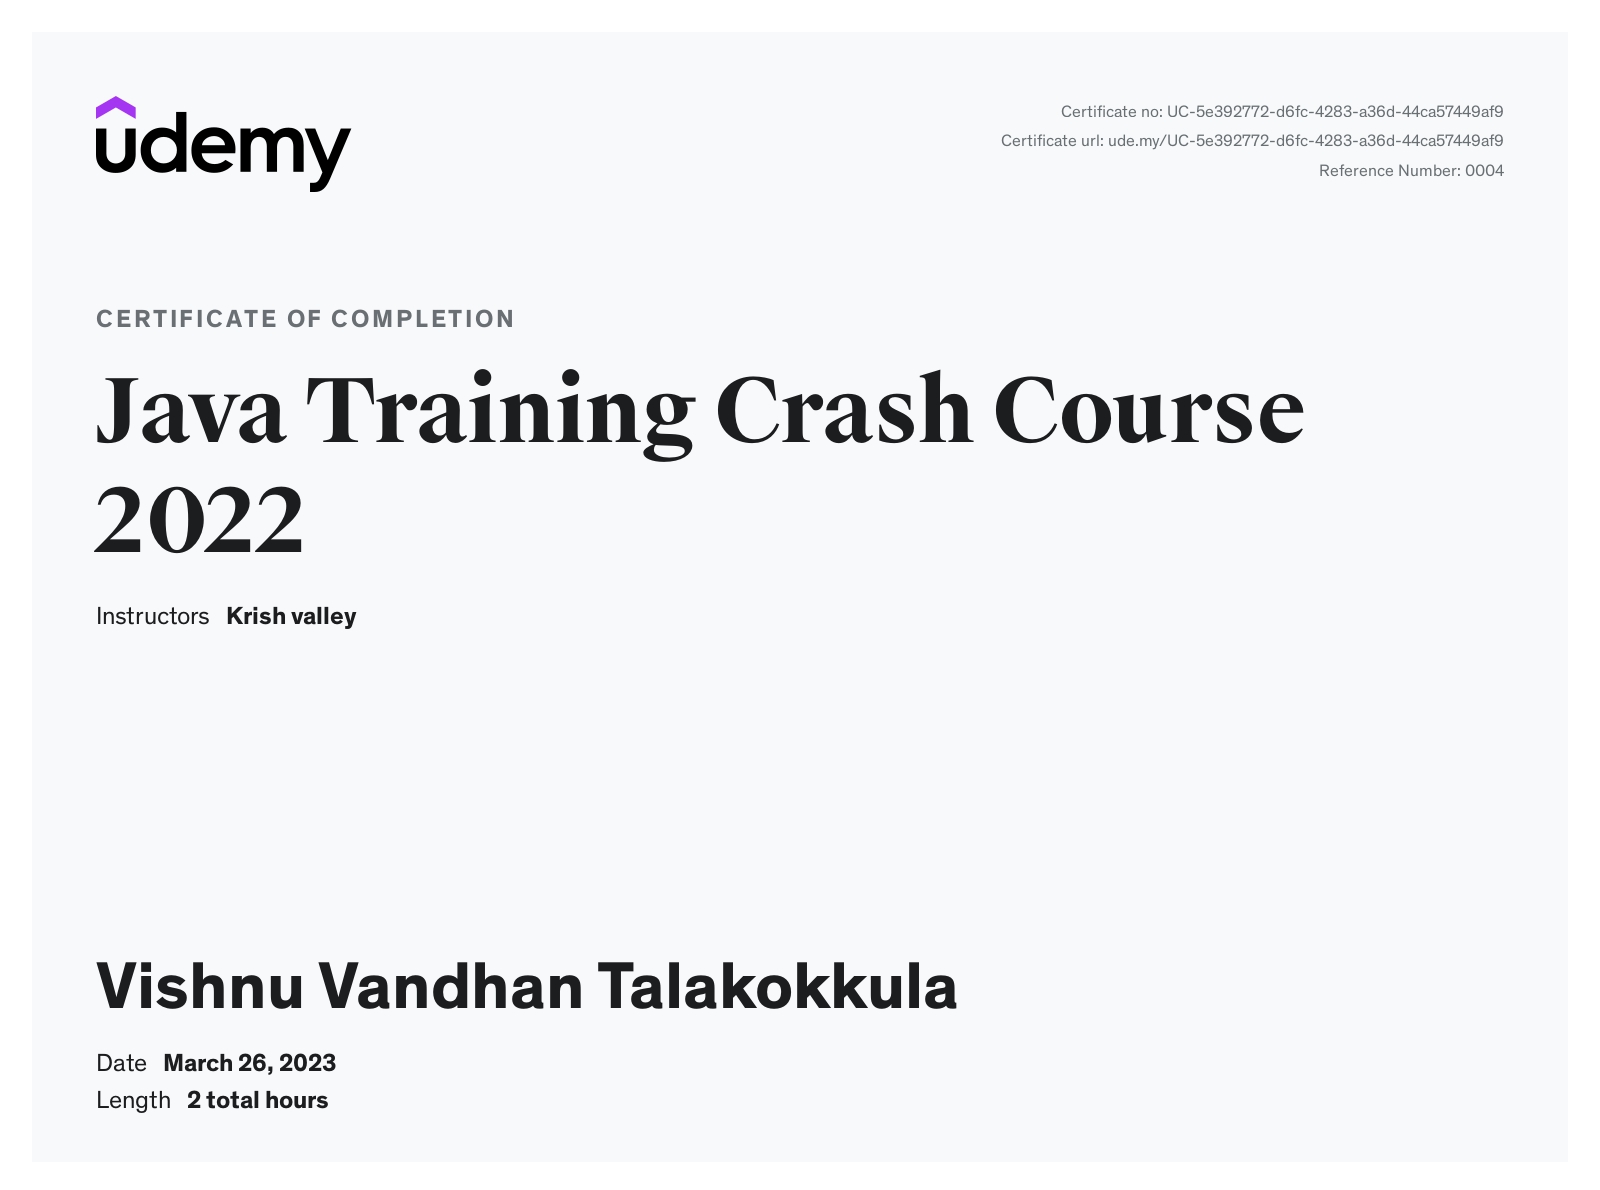 udemy
Certificate no: UC-5e392772-d6fc-4283-a36d-44ca57449af9
Certificate url: ude.my/UC-5e392772-d6fc-4283-a36d-44ca57449af9
Reference Number: 0004
CERTIFICATE OF COMPLETION
Java Training Crash Course
2022
Instructors Krish valley
Vishnu Vandhan Talakokkula
Date March 26, 2023
Length 2 total hours